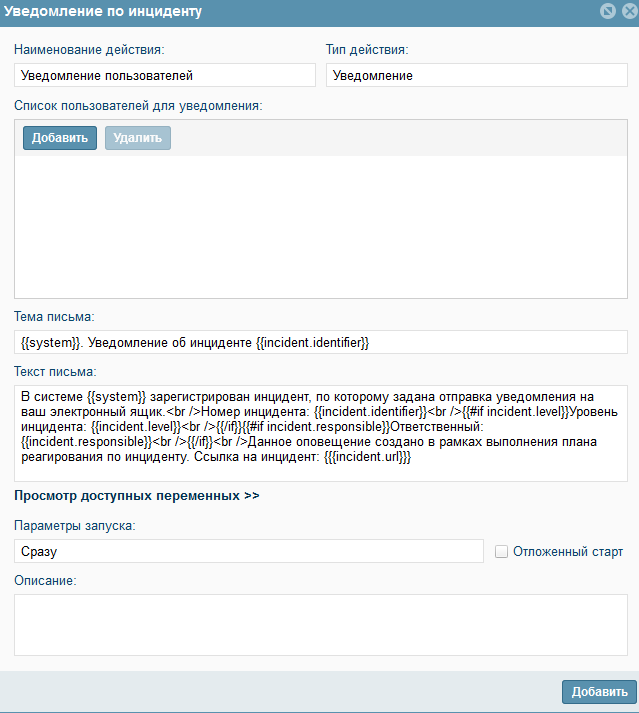 Уведомление по инциденту
Наименование действия: Тип действия:
Уведомление пользователей Уведомление
Список пользователей для уведомления:
Добавить Удалить
Тема письма:
{{system}}. Уведомление об инциденте {{incident.identifier}}
Текст письма:
В системе {{system}} зарегистрирован инцидент, по которому задана отправка уведомления на
ваш электронный ящик.<br />Номер инцидента: {{incident.identifier}}<br />{{#if incident.level}}Уровень
инцидента: {{incident.level}}<br />{{/if}}{{#if incident.responsible}}Ответственный:
{{incident.responsible}}<br />{{/if}}<br />Данное оповещение создано в рамках выполнения плана
реагирования по инциденту. Ссылка на инцидент: {{{incident.url}}}
Просмотр доступных переменных >>
Параметры запуска:
Сразу Отложенный старт
Описание:
Добавить